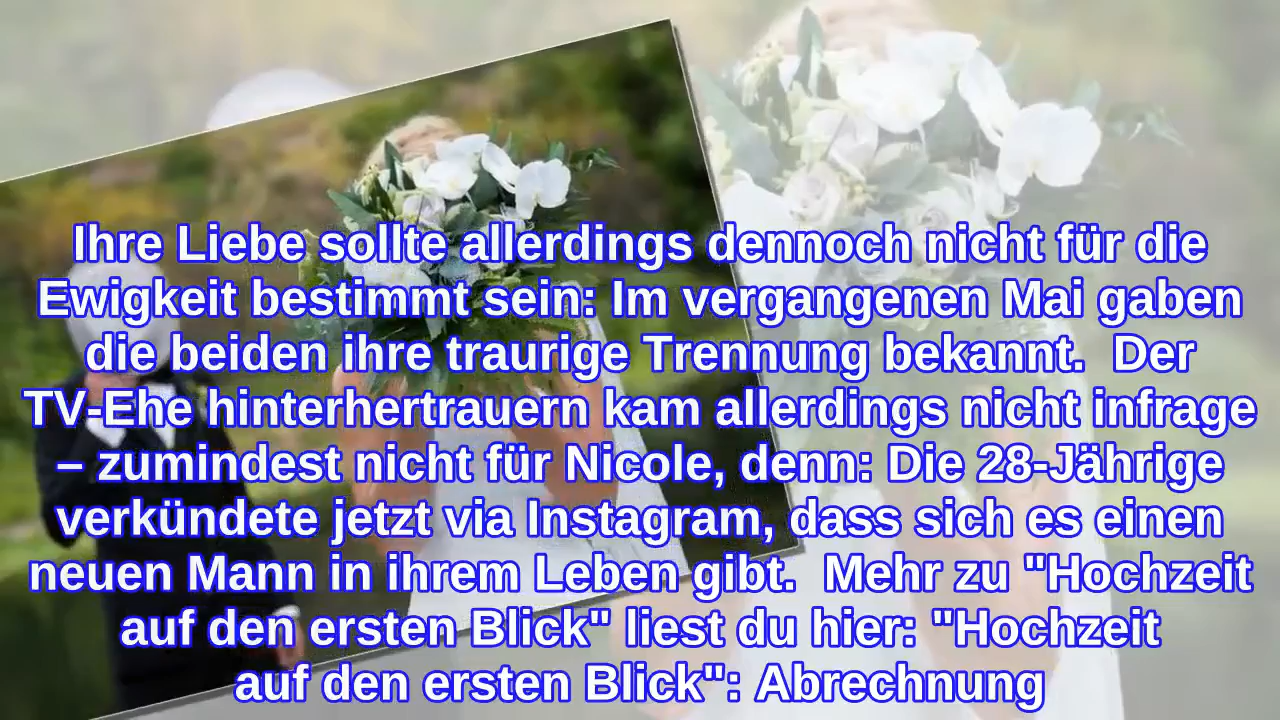 Ihre Liebe sollte allerdings dennoch nicht für die
Ewigkeit bestimmt sein: Im vergangenen Mai gaben
die beiden ihre traurige Trennung bekannt.  Der
TV-Ehe hinterhertrauern kam allerdings nicht infrage
– zumindest nicht für Nicole, denn: Die 28-Jährige
verkündete jetzt via Instagram, dass sich es einen
neuen Mann in ihrem Leben gibt.  Mehr zu "Hochzeit
auf den ersten Blick" liest du hier: "Hochzeit
auf den ersten Blick": Abrechnung